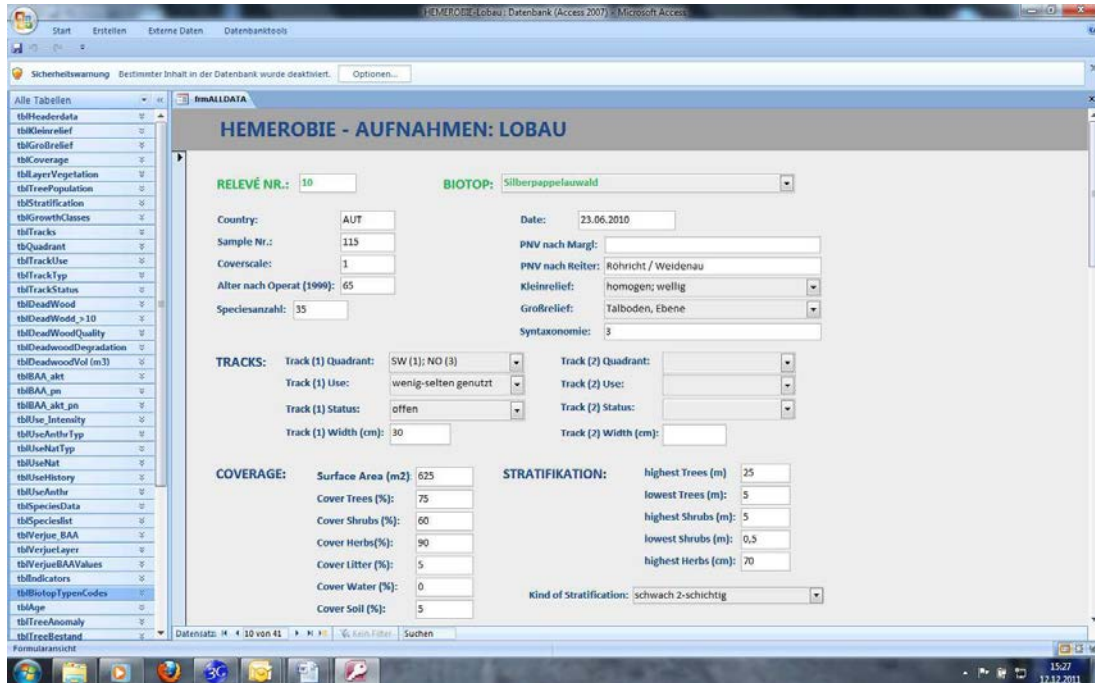 HEMEROBIE-Lobau : Datenbank (Access 2007) - Microsoft Access
Start Erstellen Externe Daten Datenbanktools
Sicherheitswarnung Bestimmter Inhalt in der Datenbank wurde deaktiviert. Optionen...
Alle Tabellen
tblHeaderdata
tblKleinrelief
tblGroßrelief
tblCoverage
tblLayerVegetation
tblTreePopulation
tblStratification
tblGrowthClasses
tblTracks
tbQuadrant
tblTrackUse
tblTrackTyp
tblTrackStatus
tblDeadWood
tblDeadWodd_>10
tblDeadWoodQuality
tblDeadwoodDegradation
tblDeadwoodVol (m3)
tblBAA_akt
tblBAA_pn
tblBAA_akt_pn
tblUse_Intensity
tblUseAnthrTyp
tblUseNatTyp
tblUseNat
tblUseHistory
tblUseAnthr
tblSpeciesData
tblSpecieslist
tblVerjue_BAA
tblVerjueLayer
tblVerjueBAAValues
tblIndicators
tblBiotopTypenCodes
tblAge
tblTreeAnomaly
tblTreeBestand
frmALLDATA
HEMEROBIE - AUFNAHMEN: LOBAU
RELEVÉ NR.: 10 BIOTOP: Silberpappelauwald
Country: AUT Date: 23.06.2010
Sample Nr.: 115 PNV nach Margl:
Coverscale: 1 PNV nach Reiter: Röhricht / Weidenau
Alter nach Operat (1999): 65 Kleinrelief: homogen; wellig
Speciesanzahl: 35 Großrelief: Talboden, Ebene
Syntaxonomie: 3
TRACKS: Track (1) Quadrant: SW (1); NO (3) Track (2) Quadrant:
Track (1) Use: wenig-selten genutzt Track (2) Use:
Track (1) Status: offen Track (2) Status:
Track (1) Width (cm): 30 Track (2) Width (cm):
COVERAGE: Surface Area (m2): 625 STRATIFIKATION: highest Trees (m) 25
Cover Trees (%): 75 lowest Trees (m): 5
Cover Shrubs (%): 60 highest Shrubs (m): 5
Cover Herbs(%): 90 lowest Shrubs (m): 0,5
Cover Litter (%): 5 highest Herbs (cm): 70
Cover Water (%): 0 Kind of Stratification: schwach 2-schichtig
Cover Soil (%): 5
Datensatz: 10 von 41 Kein Filter Suchen
Formularansicht
3G
15:27
12.12.2011